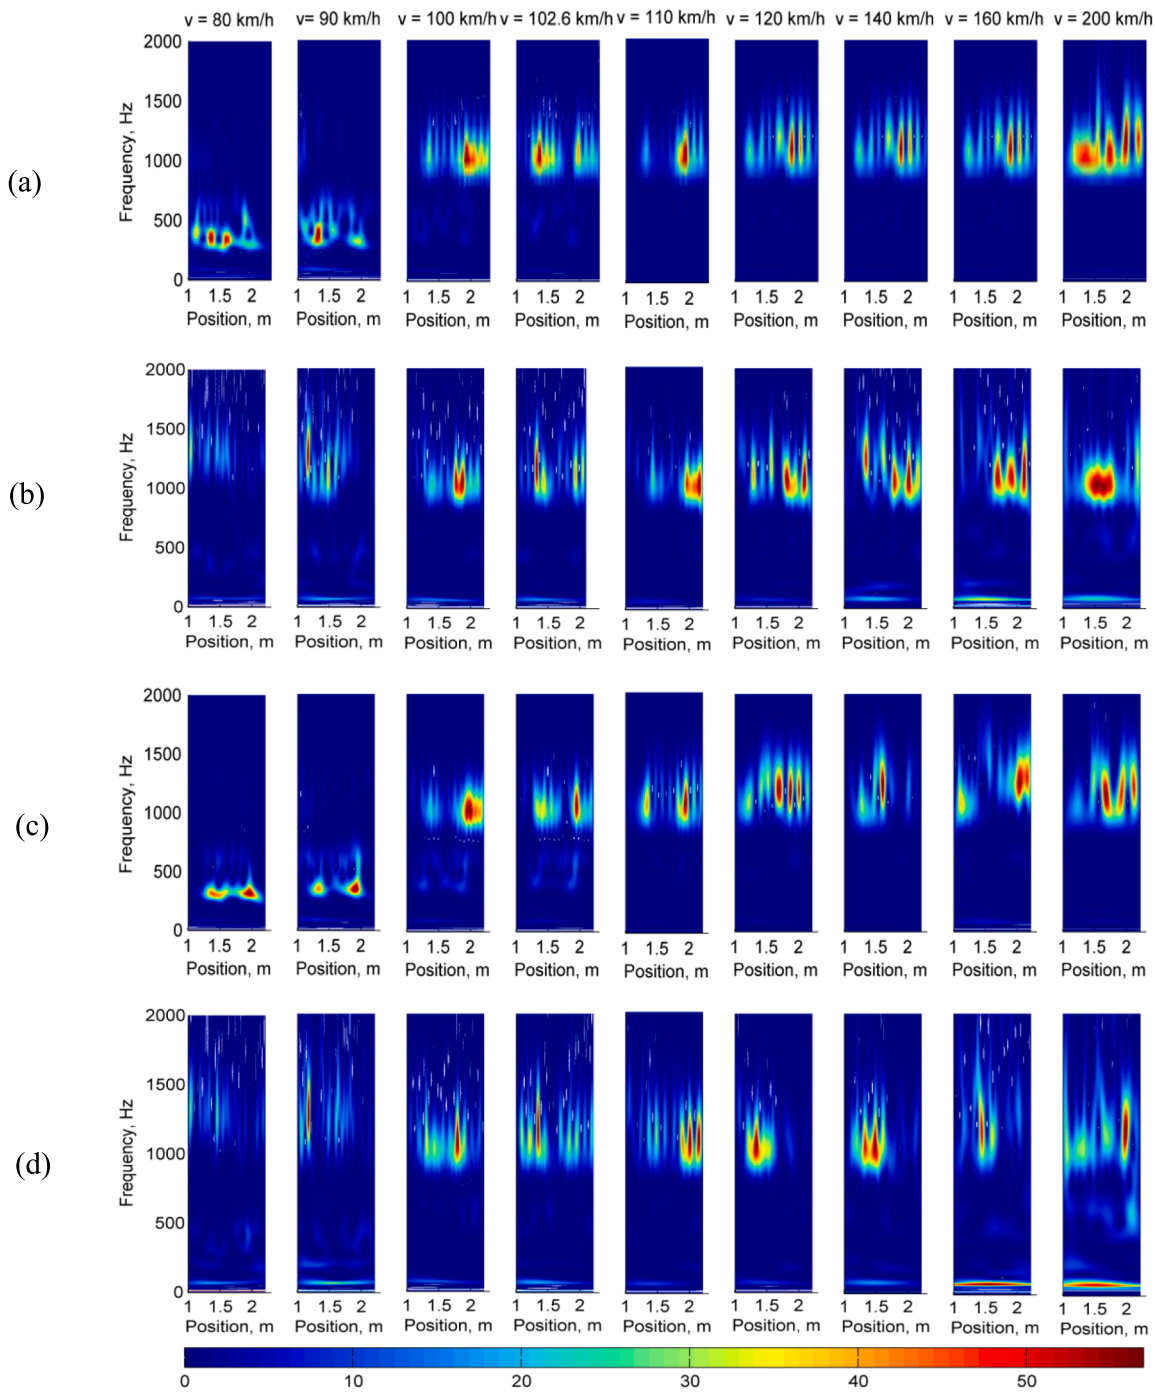 v = 80 km/h v= 90 km/h v = 100 km/h v = 102.6 km/h v = 110 km/h v = 120 km/h v = 140 km/h v = 160 km/h v = 200 km/h
2000
1500
1000
500
0
Frequency, Hz
(a)
1 1.5 2 1 1.5 2 1 1.5 2 1 1.5 2 1 1.5 2 1 1.5 2 1 1.5 2 1 1.5 2 1 1.5 2
Position, m Position, m Position, m Position, m Position, m Position, m Position, m Position, m Position, m
2000
1500
1000
500
0
Frequency, Hz
(b)
1 1.5 2 1 1.5 2 1 1.5 2 1 1.5 2 1 1.5 2 1 1.5 2 1 1.5 2 1 1.5 2 1 1.5 2
Position, m Position, m Position, m Position, m Position, m Position, m Position, m Position, m Position, m
2000
1500
1000
500
0
Frequency, Hz
(c)
1 1.5 2 1 1.5 2 1 1.5 2 1 1.5 2 1 1.5 2 1 1.5 2 1 1.5 2 1 1.5 2 1 1.5 2
Position, m Position, m Position, m Position, m Position, m Position, m Position, m Position, m Position, m
2000
1500
1000
500
0
Frequency, Hz
(d)
1 1.5 2 1 1.5 2 1 1.5 2 1 1.5 2 1 1.5 2 1 1.5 2 1 1.5 2 1 1.5 2 1 1.5 2
Position, m Position, m Position, m Position, m Position, m Position, m Position, m Position, m Position, m
0 10 20 30 40 50